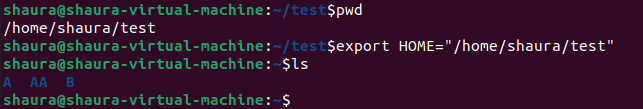 shaura@shaura-virtual-machine:~/test$pwd
/home/shaura/test
shaura@shaura-virtual-machine:~/test$export HOME="/home/shaura/test"
shaura@shaura-virtual-machine:~$ls
A  AA  B
shaura@shaura-virtual-machine:~$